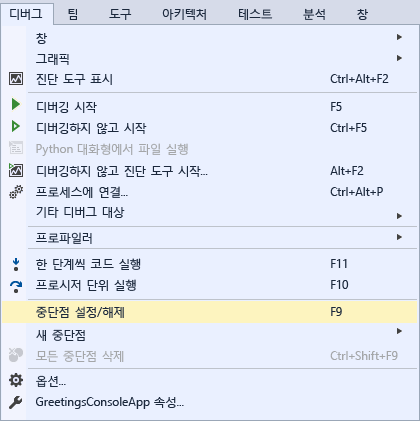 디버그 팀 도구 아키텍처 테스트 분석 창
창
그래픽
진단 도구 표시 Ctrl+Alt+F2
디버깅 시작 F5
디버깅하지 않고 시작 Ctrl+F5
Python 대화형에서 파일 실행
디버깅하지 않고 진단 도구 시작... Alt+F2
프로세스에 연결... Ctrl+Alt+P
기타 디버그 대상
프로파일러
한 단계씩 코드 실행 F11
프로시저 단위 실행 F10
중단점 설정/해제 F9
새 중단점
모든 중단점 삭제 Ctrl+Shift+F9
옵션...
GreetingsConsoleApp 속성...